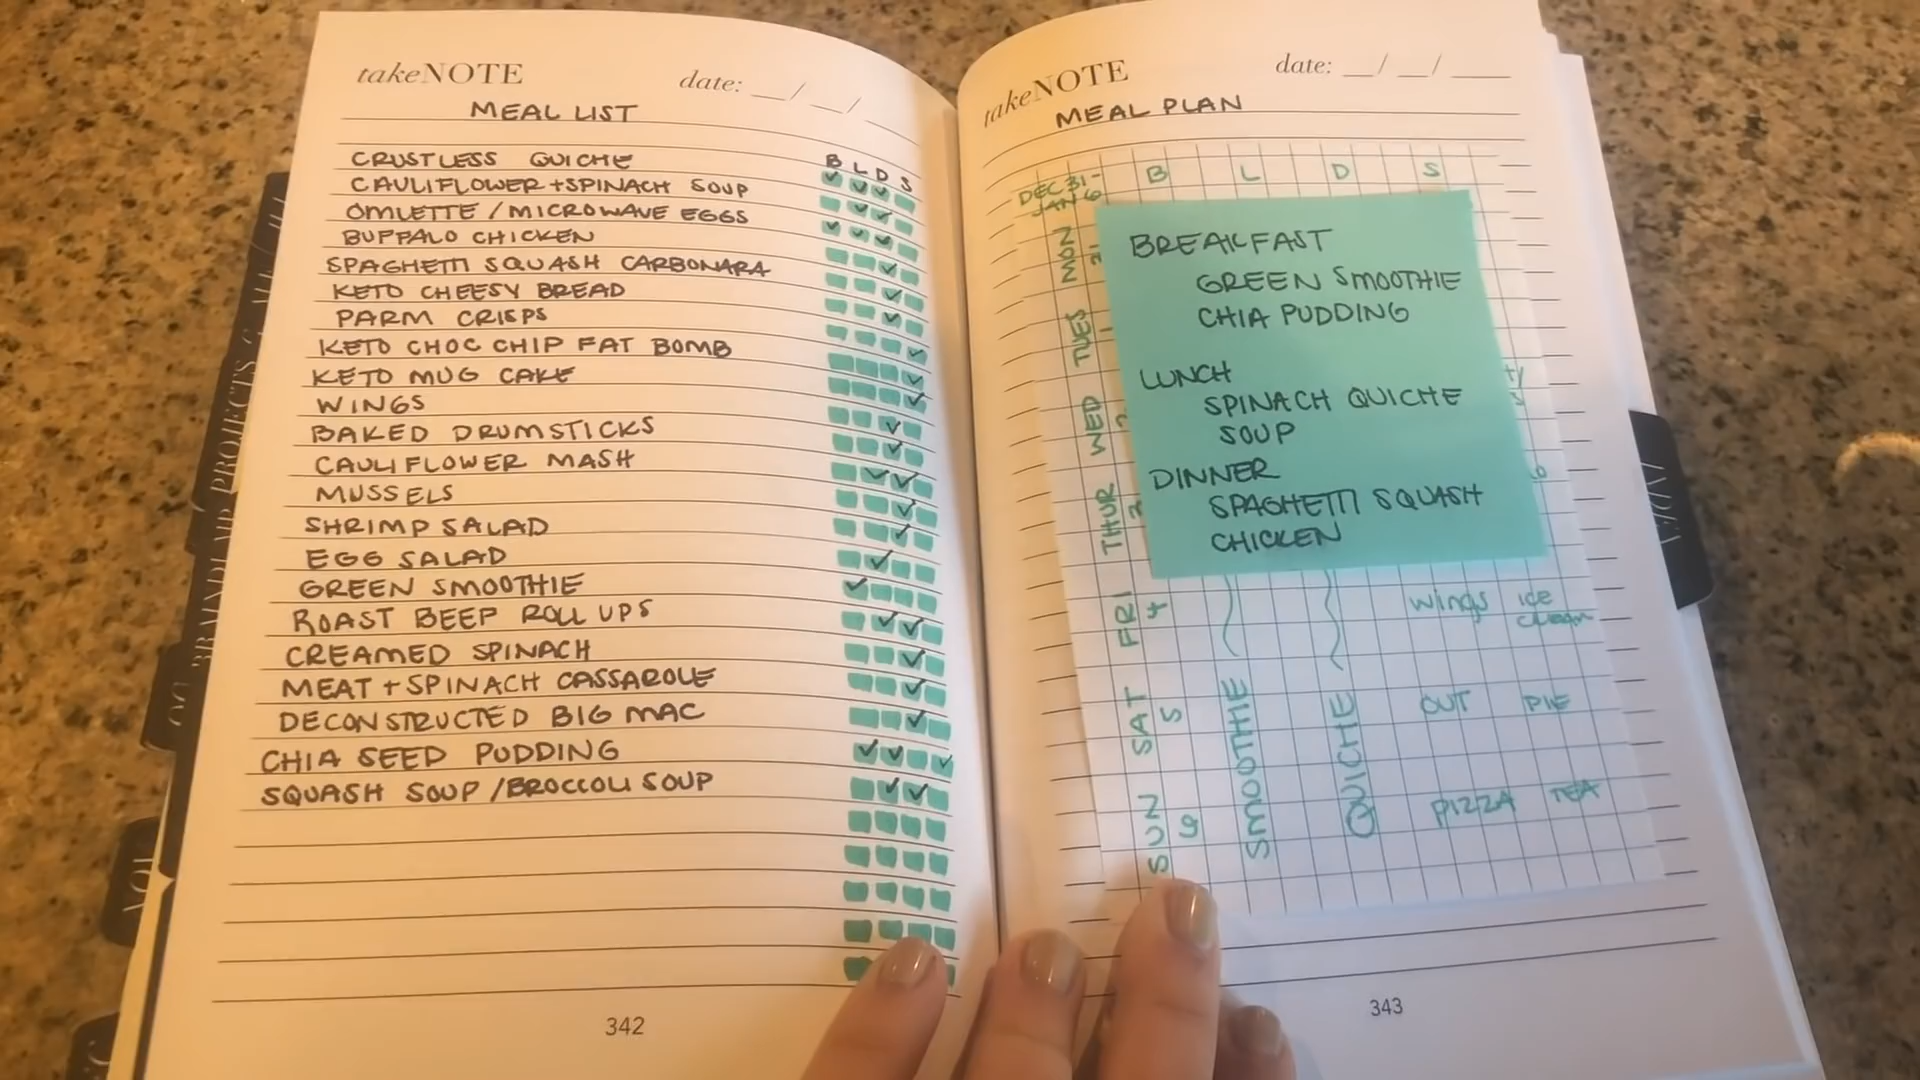 takeNOTE date: __/__/
MEAL LIST
B L D S
CRUSTLESS QUICHE
CAULIFLOWER + SPINACH SOUP
OMLETTE / MICROWAVE EGGS
BUFFALO CHICKEN
SPAGHETTI SQUASH CARBONARA
KETO CHEESY BREAD
PARM CRISPS
KETO CHOC CHIP FAT BOMB
KETO MUG CAKE
WINGS
BAKED DRUMSTICKS
CAULIFLOWER MASH
MUSSELS
SHRIMP SALAD
EGG SALAD
GREEN SMOOTHIE
ROAST BEEF ROLL UPS
CREAMED SPINACH
MEAT + SPINACH CASSAROLE
DECONSTRUCTED BIG MAC
CHIA SEED PUDDING
SQUASH SOUP / BROCCOLI SOUP
342
takeNOTE date: __/__/____
MEAL PLAN
DEC 31 -
JAN 6
B L D S
BREAKFAST
GREEN SMOOTHIE
CHIA PUDDING
LUNCH
SPINACH QUICHE
SOUP
DINNER
SPAGHETTI SQUASH
CHICKEN
MON
TUES
WED
THUR
FRI 4 wings ice cream
SAT 5 OUT PIE
SUN 6 SMOOTHIE QUICHE PIZZA TEA
343